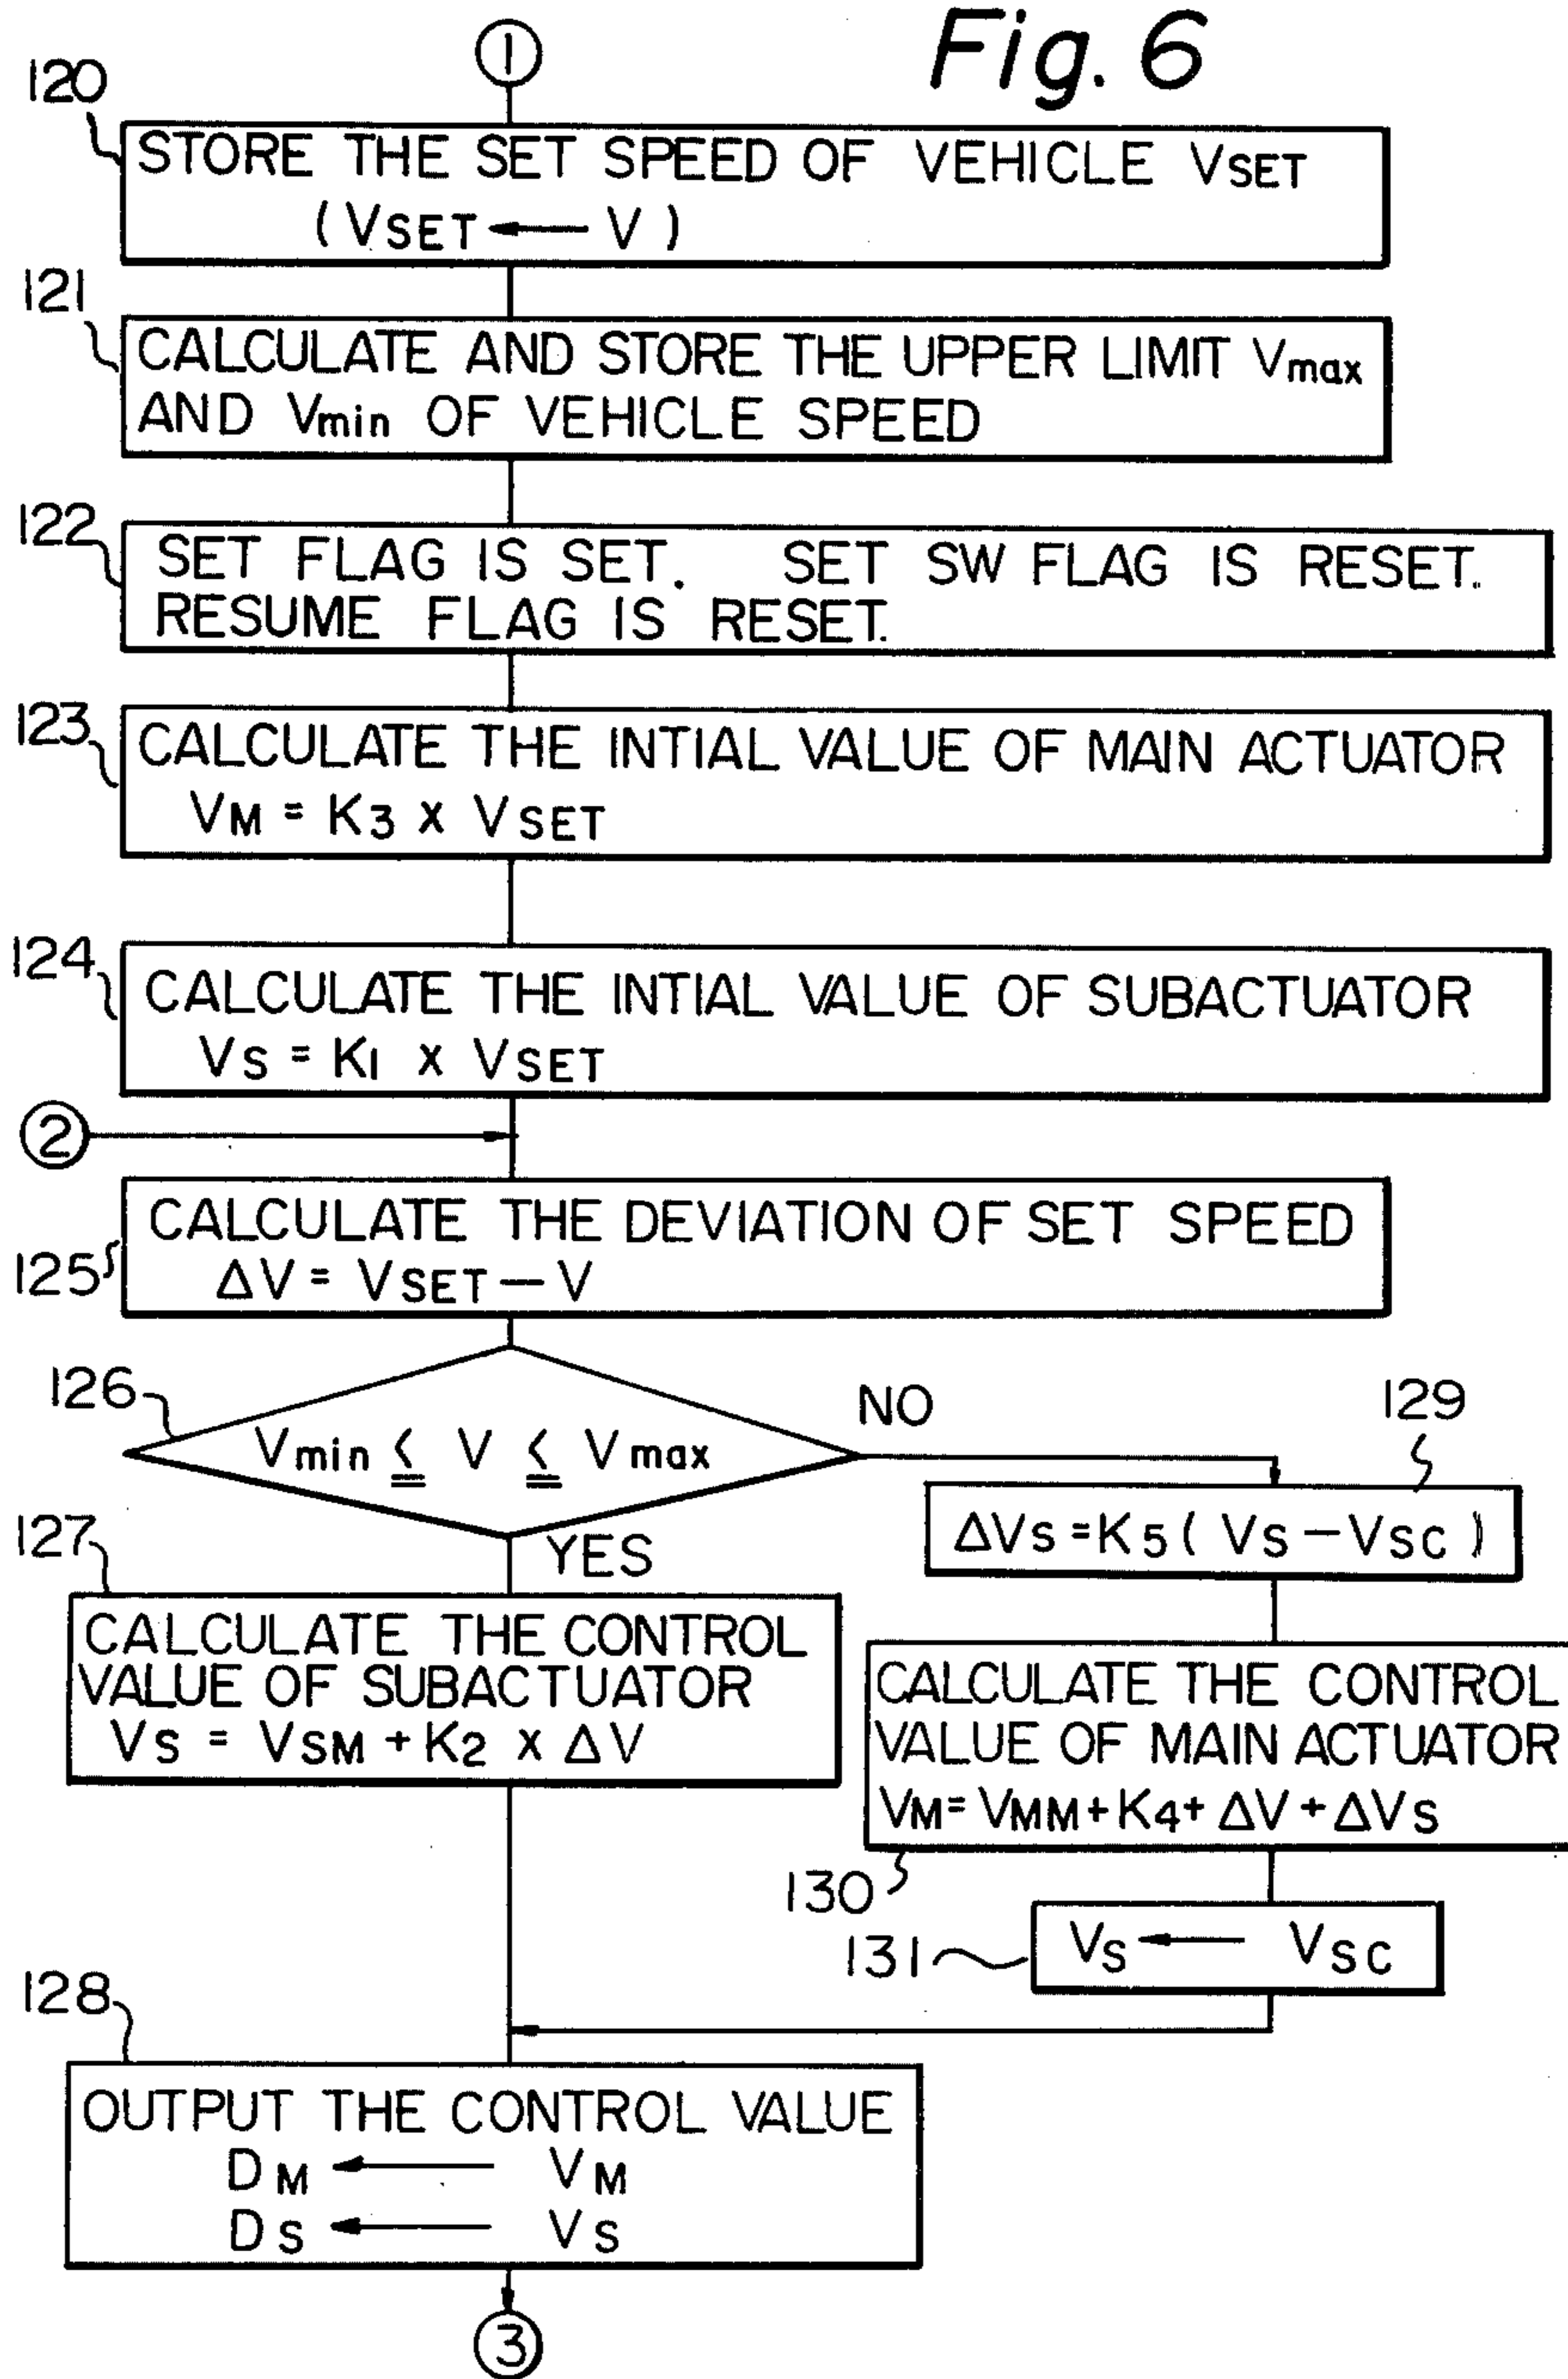 Fig. 6
1
120
STORE THE SET SPEED OF VEHICLE VSET
(VSET ← V)
121
CALCULATE AND STORE THE UPPER LIMIT Vmax
AND Vmin OF VEHICLE SPEED
122
SET FLAG IS SET. SET SW FLAG IS RESET.
RESUME FLAG IS RESET.
123
CALCULATE THE INTIAL VALUE OF MAIN ACTUATOR
VM = K3 x VSET
124
CALCULATE THE INTIAL VALUE OF SUBACTUATOR
VS = K1 x VSET
2
CALCULATE THE DEVIATION OF SET SPEED
125
ΔV = VSET — V
126
Vmin ≦ V ≦ Vmax
NO
YES
129
ΔVS = K5 ( VS — VSC )
127
CALCULATE THE CONTROL
VALUE OF SUBACTUATOR
VS = VSM + K2 x ΔV
CALCULATE THE CONTROL
VALUE OF MAIN ACTUATOR
VM = VMM + K4 + ΔV + ΔVS
130
131
VS ← VSC
128
OUTPUT THE CONTROL VALUE
DM ← VM
DS ← VS
3